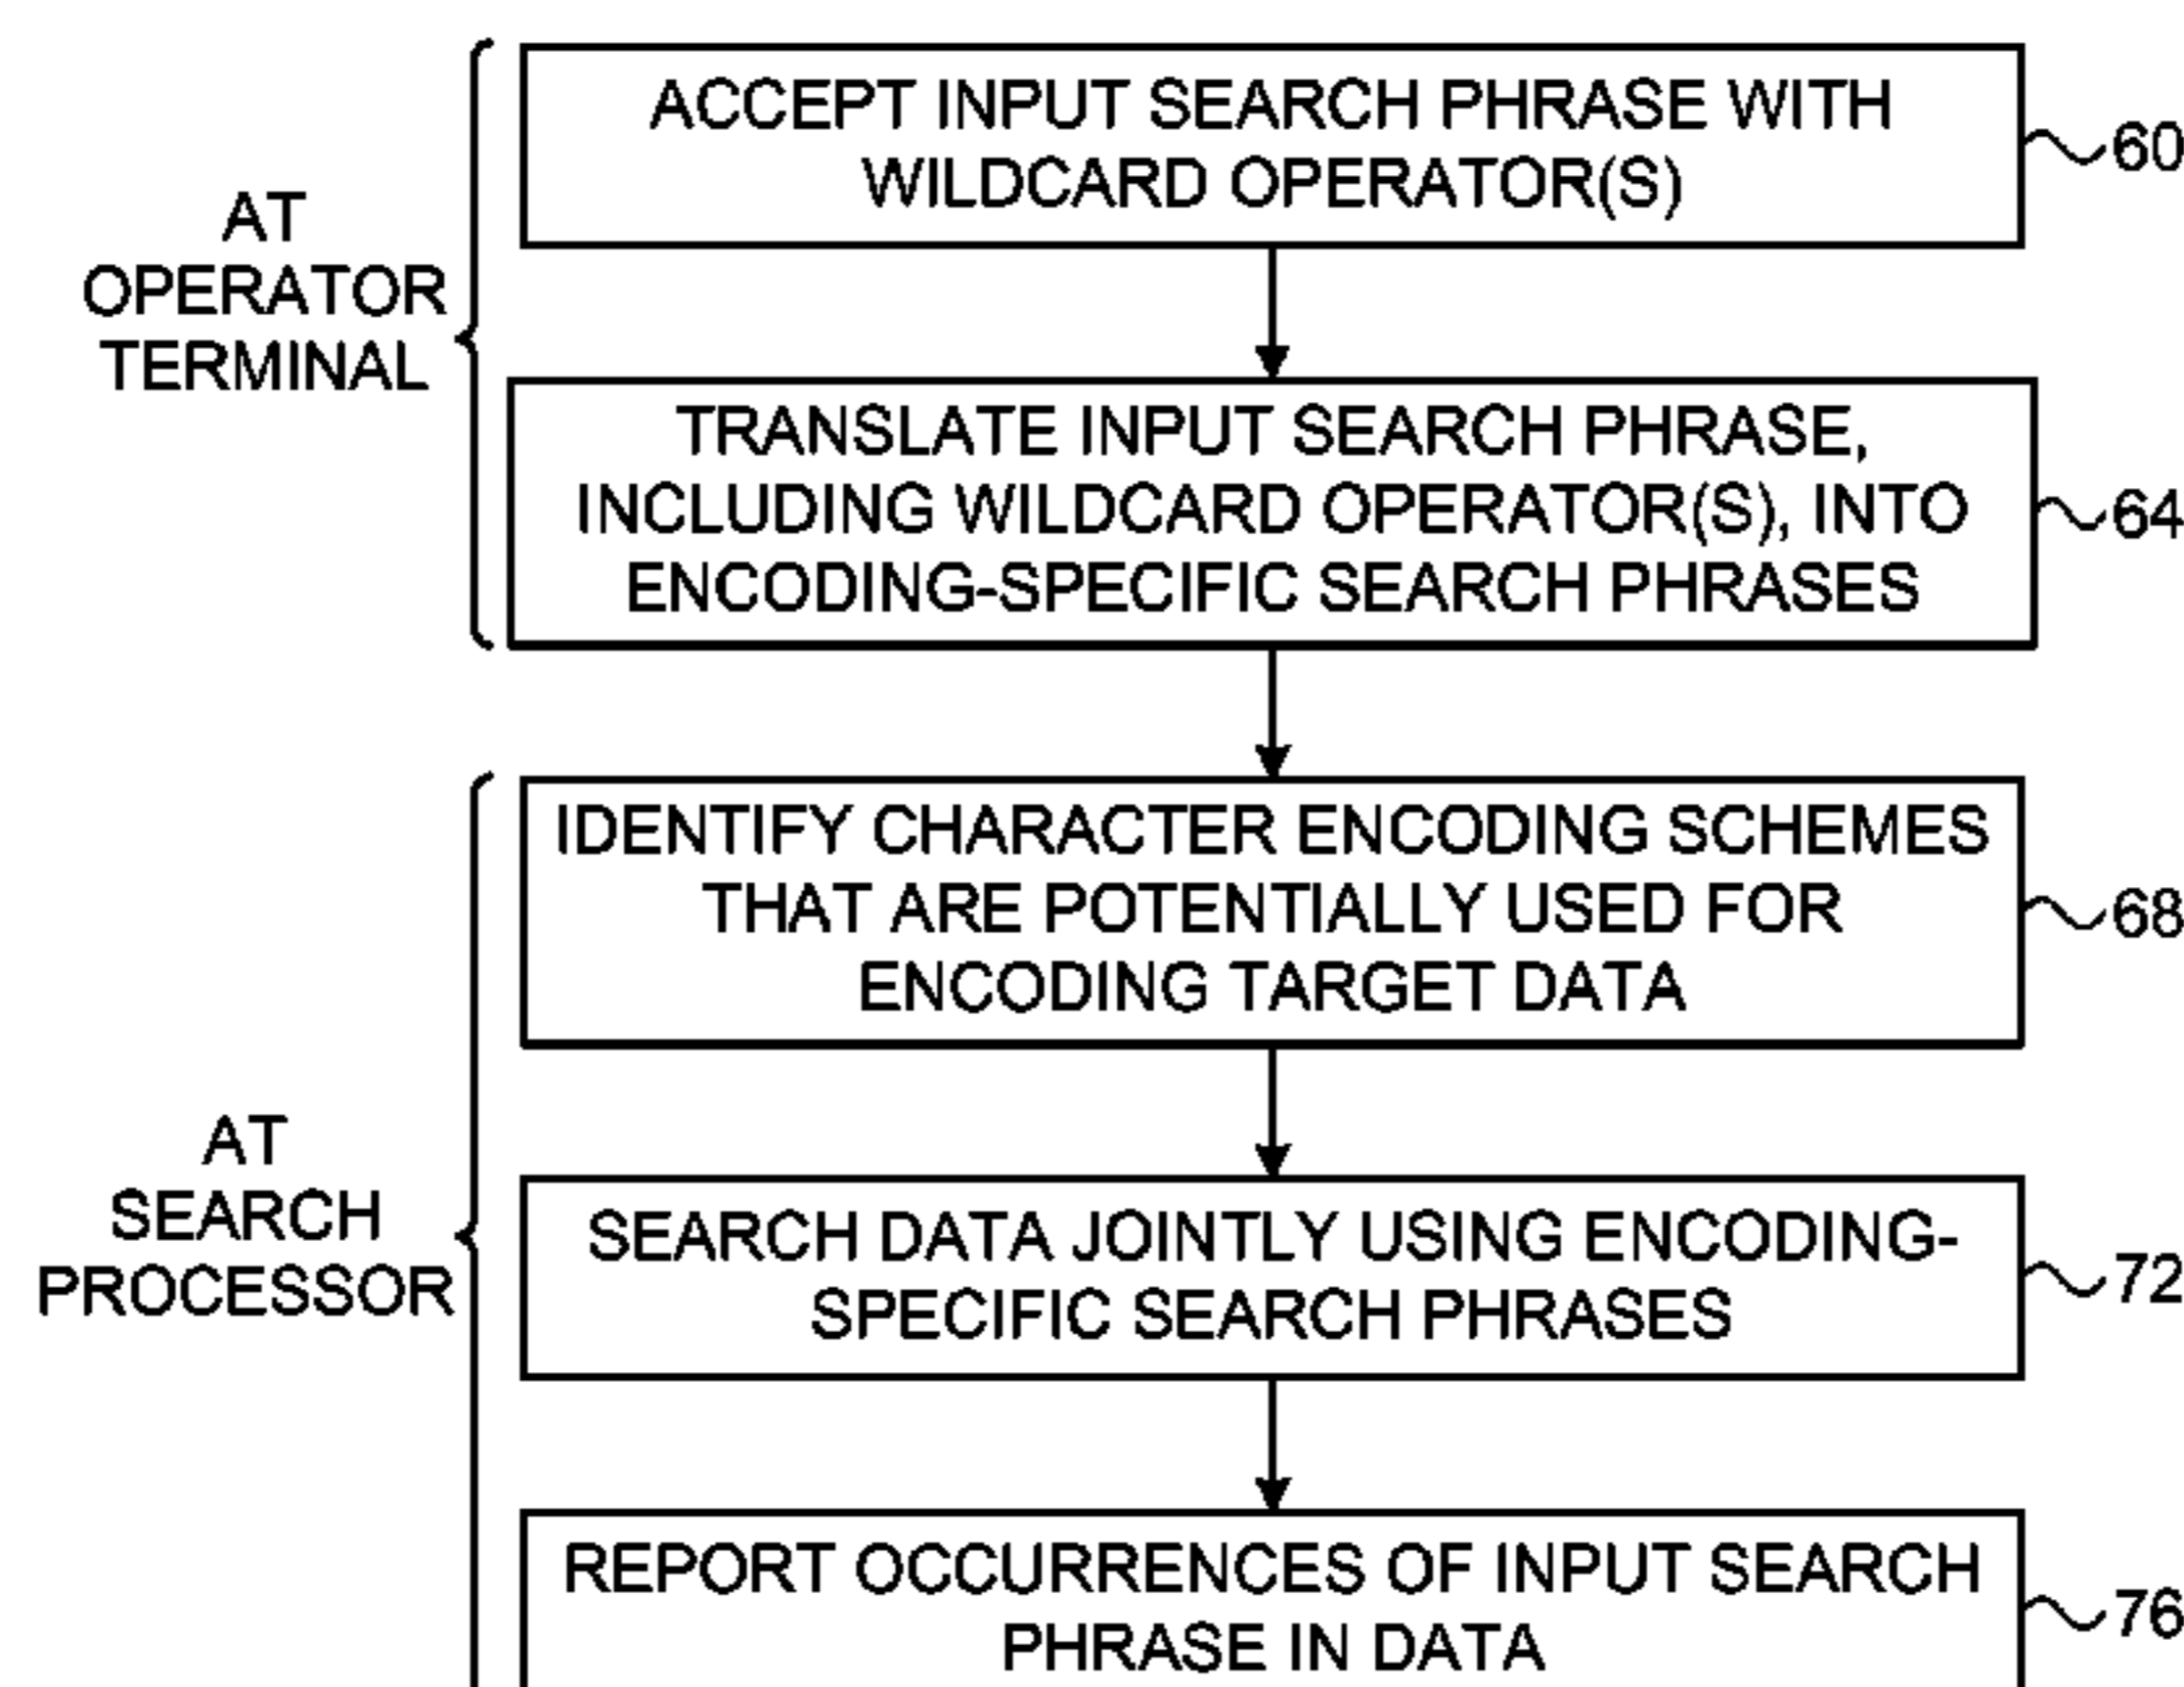 AT
OPERATOR
TERMINAL
ACCEPT INPUT SEARCH PHRASE WITH
WILDCARD OPERATOR(S)
60
TRANSLATE INPUT SEARCH PHRASE,
INCLUDING WILDCARD OPERATOR(S), INTO
ENCODING-SPECIFIC SEARCH PHRASES
64
AT
SEARCH
PROCESSOR
IDENTIFY CHARACTER ENCODING SCHEMES
THAT ARE POTENTIALLY USED FOR
ENCODING TARGET DATA
68
SEARCH DATA JOINTLY USING ENCODING-
SPECIFIC SEARCH PHRASES
72
REPORT OCCURRENCES OF INPUT SEARCH
PHRASE IN DATA
76